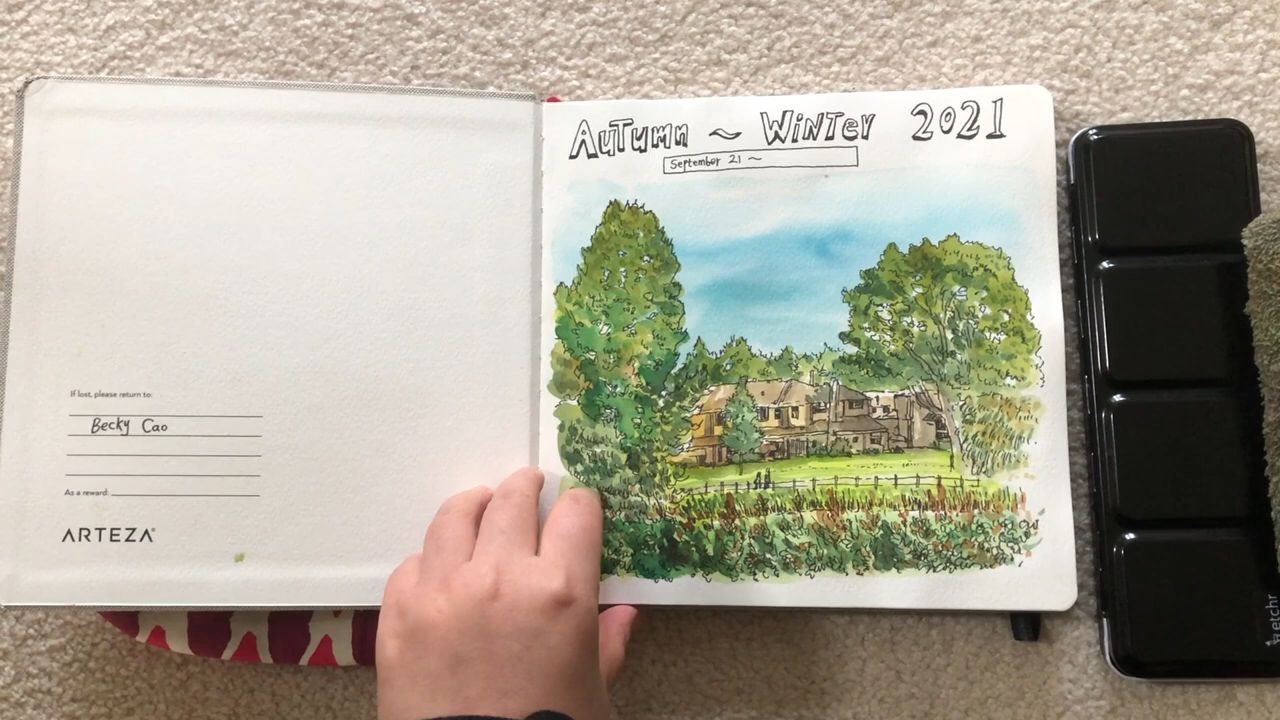 If lost, please return to:
Becky Cao
As a reward:
ARTEZA®
AUTumn ~ WiNTer 2021
September 21 ~
etchr